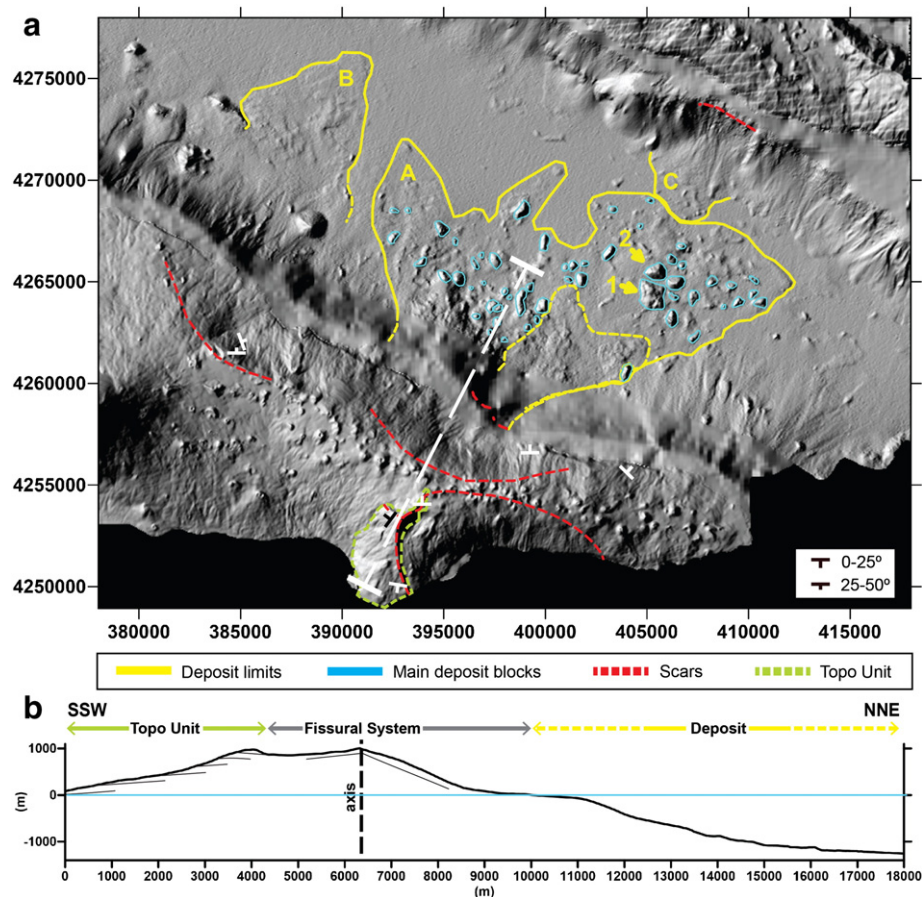 a
4275000
4270000
4265000
4260000
4255000
4250000
B
A
C
2
1
0-25º
25-50º
380000 385000 390000 395000 400000 405000 410000 415000
Deposit limits Main deposit blocks Scars Topo Unit
b
SSW NNE
Topo Unit Fissural System Deposit
1000
0
-1000
(m)
axis
0 1000 2000 3000 4000 5000 6000 7000 8000 9000 10000 11000 12000 13000 14000 15000 16000 17000 18000
(m)